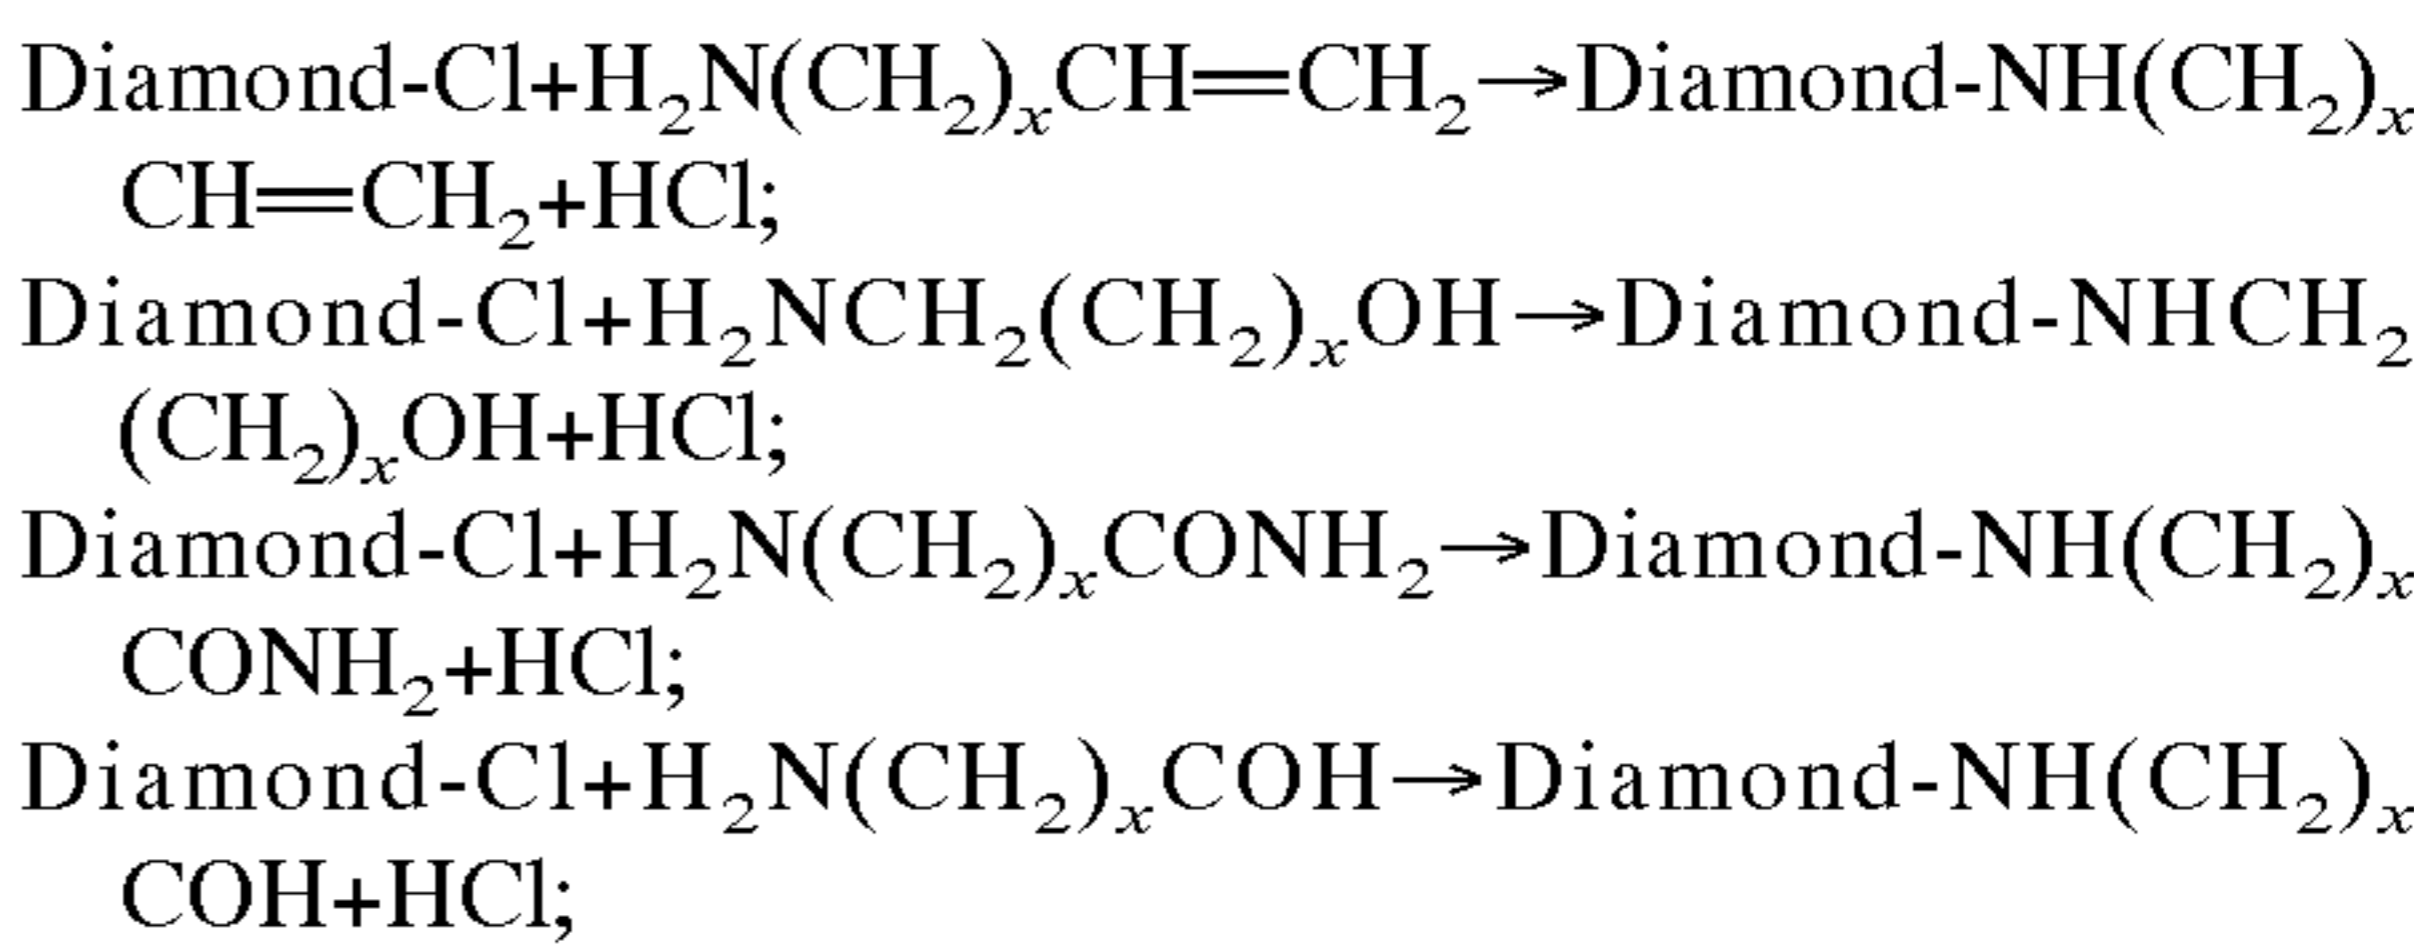 Diamond-Cl+H₂N(CH₂)ₓCH═CH₂→Diamond-NH(CH₂)ₓ
CH═CH₂+HCl;
Diamond-Cl+H₂NCH₂(CH₂)ₓOH→Diamond-NHCH₂
(CH₂)ₓOH+HCl;
Diamond-Cl+H₂N(CH₂)ₓCONH₂→Diamond-NH(CH₂)ₓ
CONH₂+HCl;
Diamond-Cl+H₂N(CH₂)ₓCOH→Diamond-NH(CH₂)ₓ
COH+HCl;